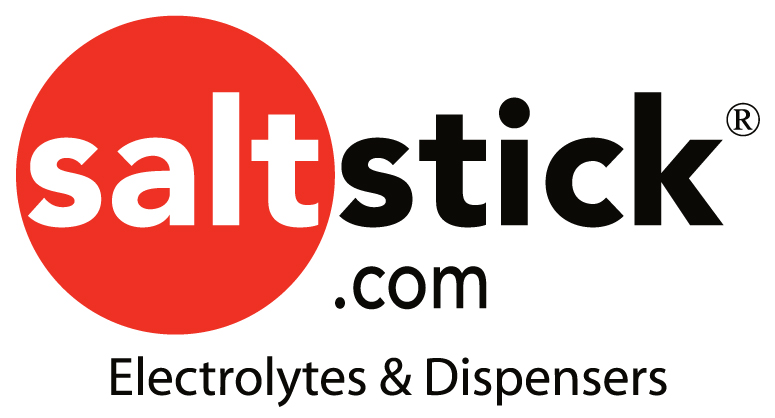 saltstick®
.com
Electrolytes & Dispensers